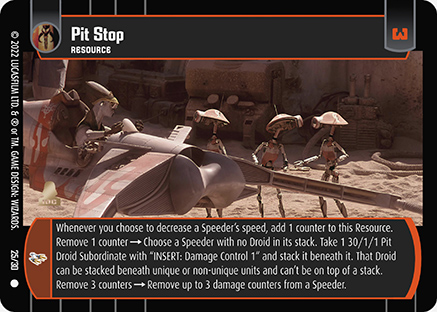 Pit Stop
RESOURCE
3
© 2022 LUCASFILM LTD. & ® or TM. GAME DESIGN: WIZARDS.
25/30
Whenever you choose to decrease a Speeder's speed, add 1 counter to this Resource.
Remove 1 counter → Choose a Speeder with no Droid in its stack. Take 1 30/1/1 Pit
Droid Subordinate with "INSERT: Damage Control 1" and stack it beneath it. That Droid
can be stacked beneath unique or non-unique units and can't be on top of a stack.
Remove 3 counters → Remove up to 3 damage counters from a Speeder.